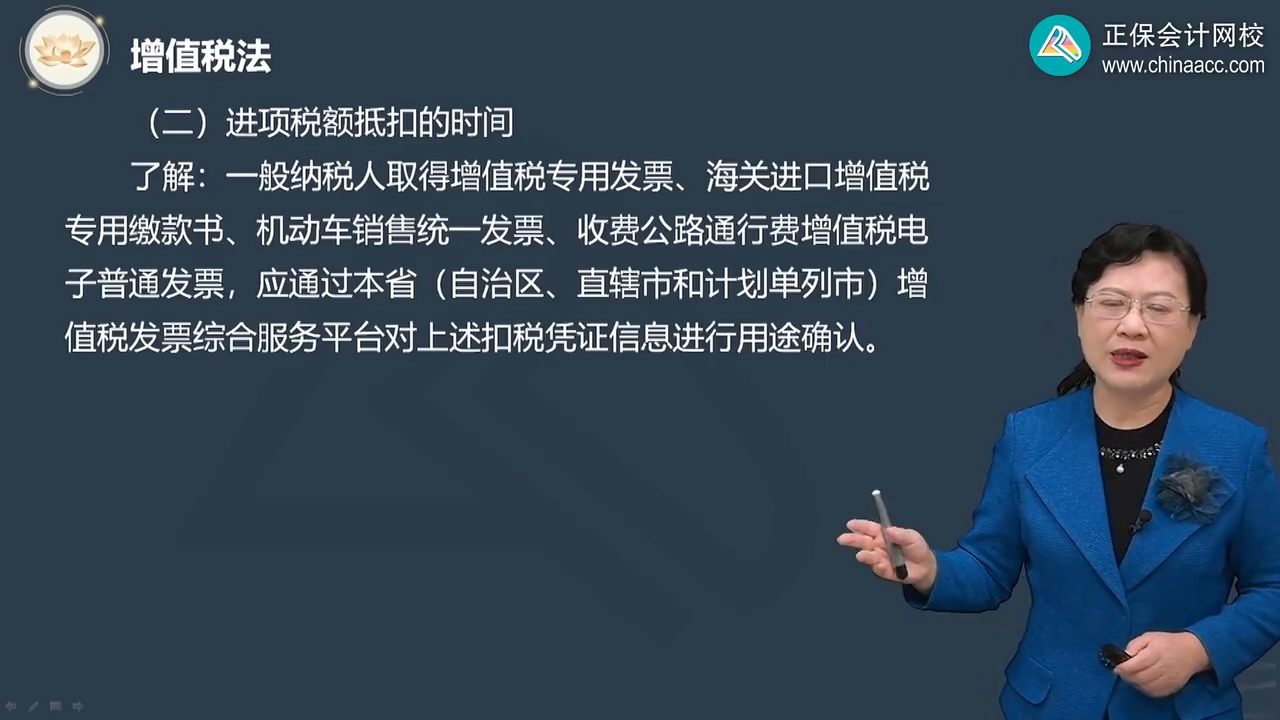 增值税法
正保会计网校
www.chinaacc.com
（二）进项税额抵扣的时间
了解：一般纳税人取得增值税专用发票、海关进口增值税
专用缴款书、机动车销售统一发票、收费公路通行费增值税电
子普通发票，应通过本省（自治区、直辖市和计划单列市）增
值税发票综合服务平台对上述扣税凭证信息进行用途确认。